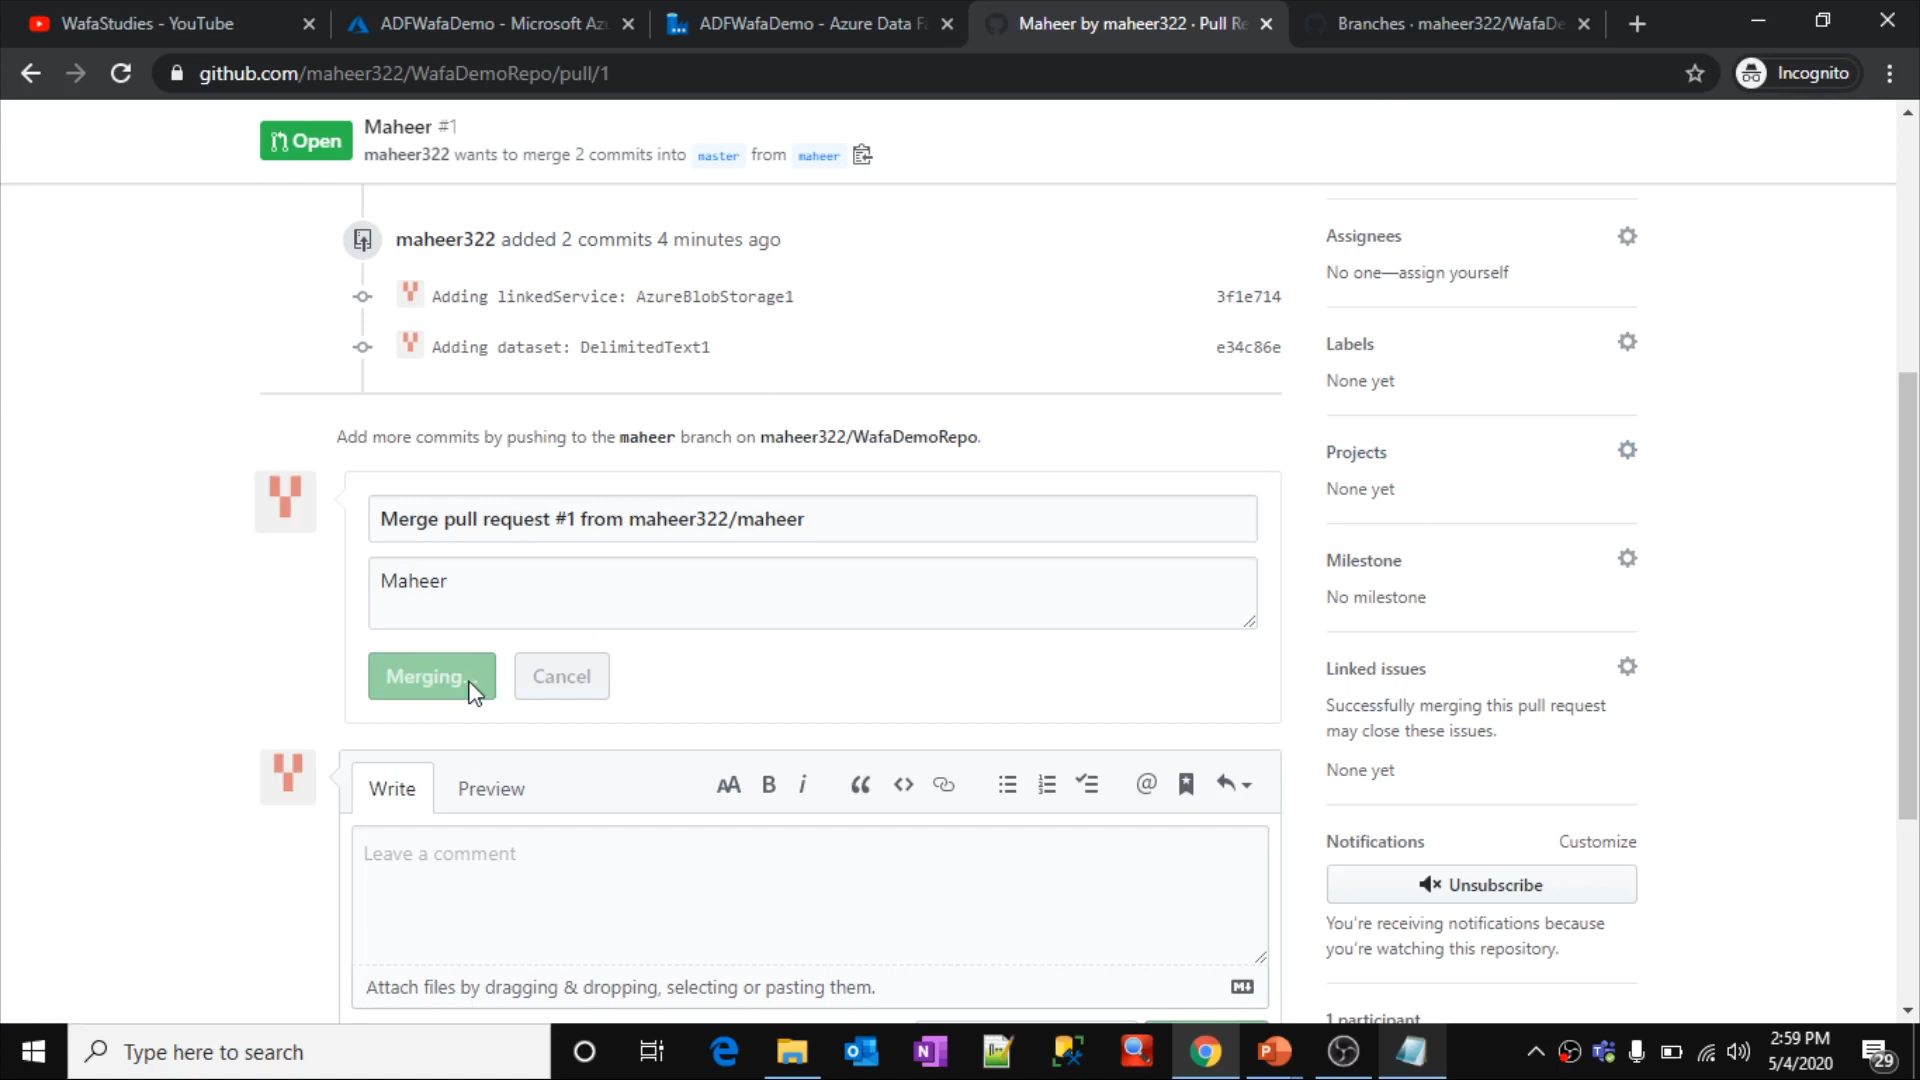 WafaStudies - YouTube
ADFWafaDemo - Microsoft Az
ADFWafaDemo - Azure Data F
Maheer by maheer322 · Pull Re
Branches · maheer322/WafaDe
github.com/maheer322/WafaDemoRepo/pull/1
Incognito
Open
Maheer #1
maheer322 wants to merge 2 commits into master from maheer
maheer322 added 2 commits 4 minutes ago
Adding linkedService: AzureBlobStorage1 3f1e714
Adding dataset: DelimitedText1 e34c86e
Add more commits by pushing to the maheer branch on maheer322/WafaDemoRepo.
Merge pull request #1 from maheer322/maheer
Maheer
Merging... Cancel
Write Preview
Leave a comment
Attach files by dragging & dropping, selecting or pasting them.
Assignees
No one—assign yourself
Labels
None yet
Projects
None yet
Milestone
No milestone
Linked issues
Successfully merging this pull request
may close these issues.
None yet
Notifications Customize
Unsubscribe
You're receiving notifications because
you're watching this repository.
1 participant
Type here to search
2:59 PM
5/4/2020
29